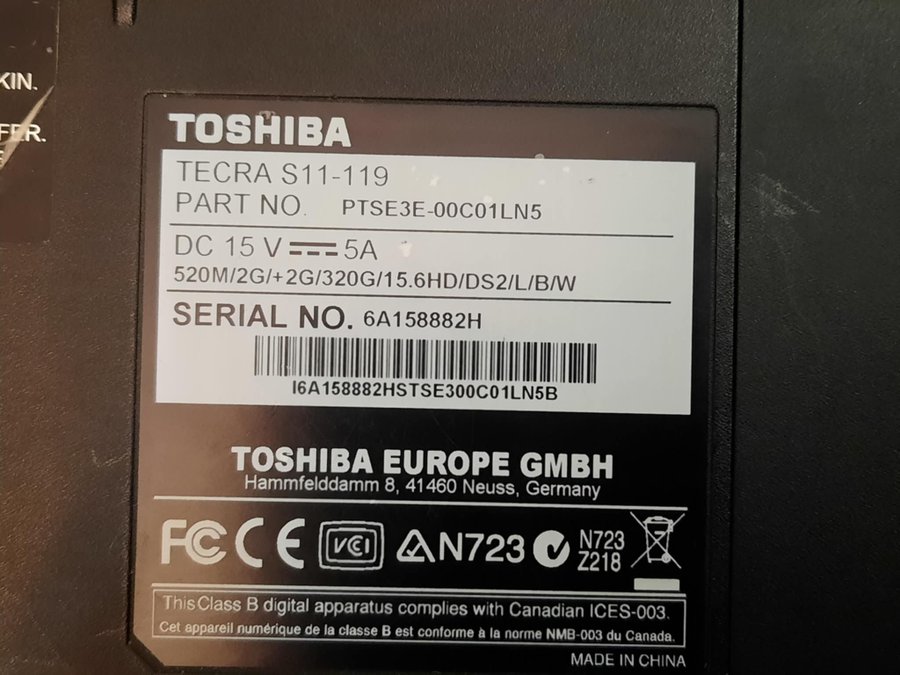 KIN.
FER.
TOSHIBA
TECRA S11-119
PART NO. PTSE3E-00C01LN5
DC 15 V 5A
520M/2G/+2G/320G/15.6HD/DS2/L/B/W
SERIAL NO. 6A158882H
I6A158882HSTSE300C01LN5B
TOSHIBA EUROPE GMBH
Hammfelddamm 8, 41460 Neuss, Germany
FC CE VCI N723 N723
Z218
This Class B digital apparatus complies with Canadian ICES-003.
Cet appareil numérique de la classe B est conforme à la norme NMB-003 du Canada.
MADE IN CHINA